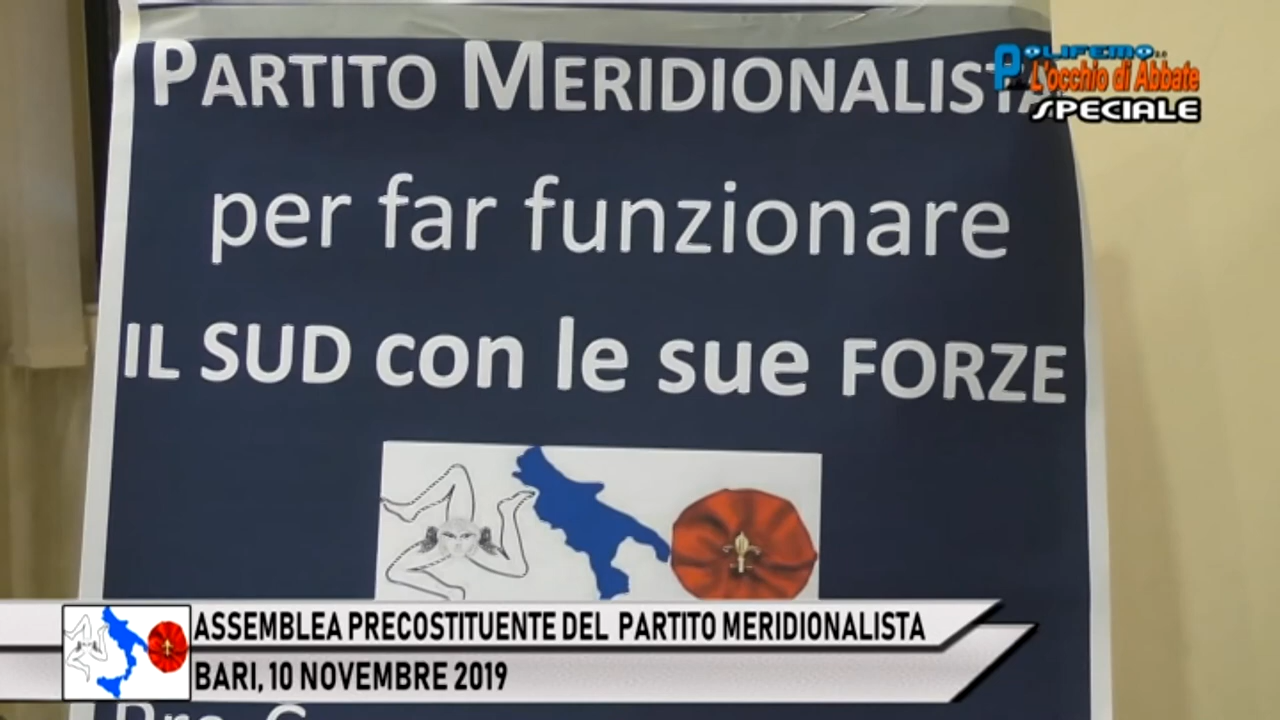 PARTITO MERIDIONALISTA
per far funzionare
IL SUD con le sue FORZE
POLIFEMO
L'occhio di Abbate
SPECIALE
ASSEMBLEA PRECOSTITUENTE DEL PARTITO MERIDIONALISTA
BARI, 10 NOVEMBRE 2019